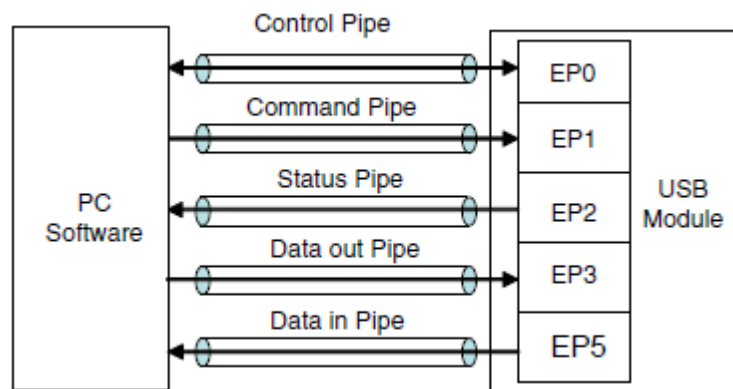 Control Pipe
EP0
Command Pipe
EP1
Status Pipe
PC
Software
EP2
USB
Module
Data out Pipe
EP3
Data in Pipe
EP5